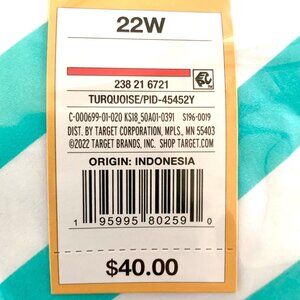 22W
238 21 6721
TURQUOISE/PID-45452Y
C-000699-01-020 KS18_50A01-0391 S196-0019
DIST. BY TARGET CORPORATION, MPLS., MN 55403
©2022 TARGET BRANDS, INC. SHOP TARGET.COM
ORIGIN: INDONESIA
1 95995 80259 0
$40.00